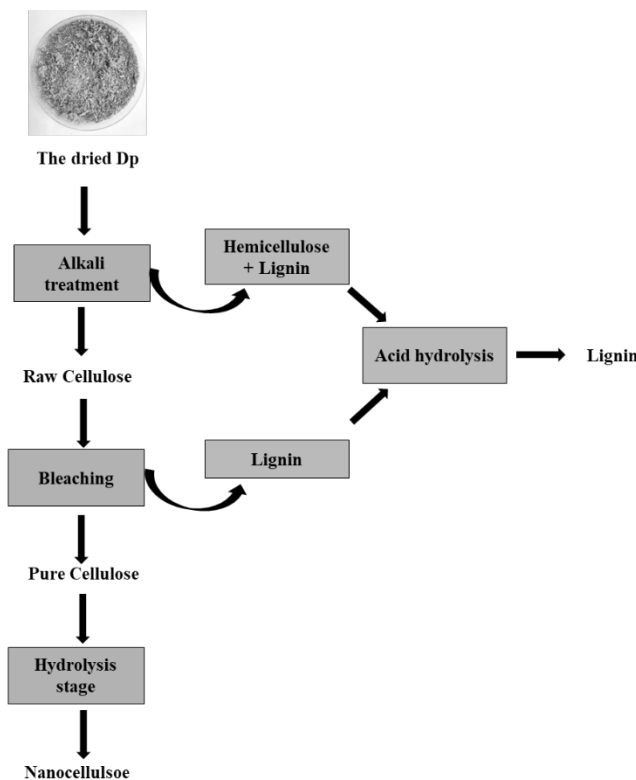 The dried Dp
Alkali
treatment
Hemicellulose
+ Lignin
Acid hydrolysis
Lignin
Raw Cellulose
Bleaching
Lignin
Pure Cellulose
Hydrolysis
stage
Nanocellulsoe